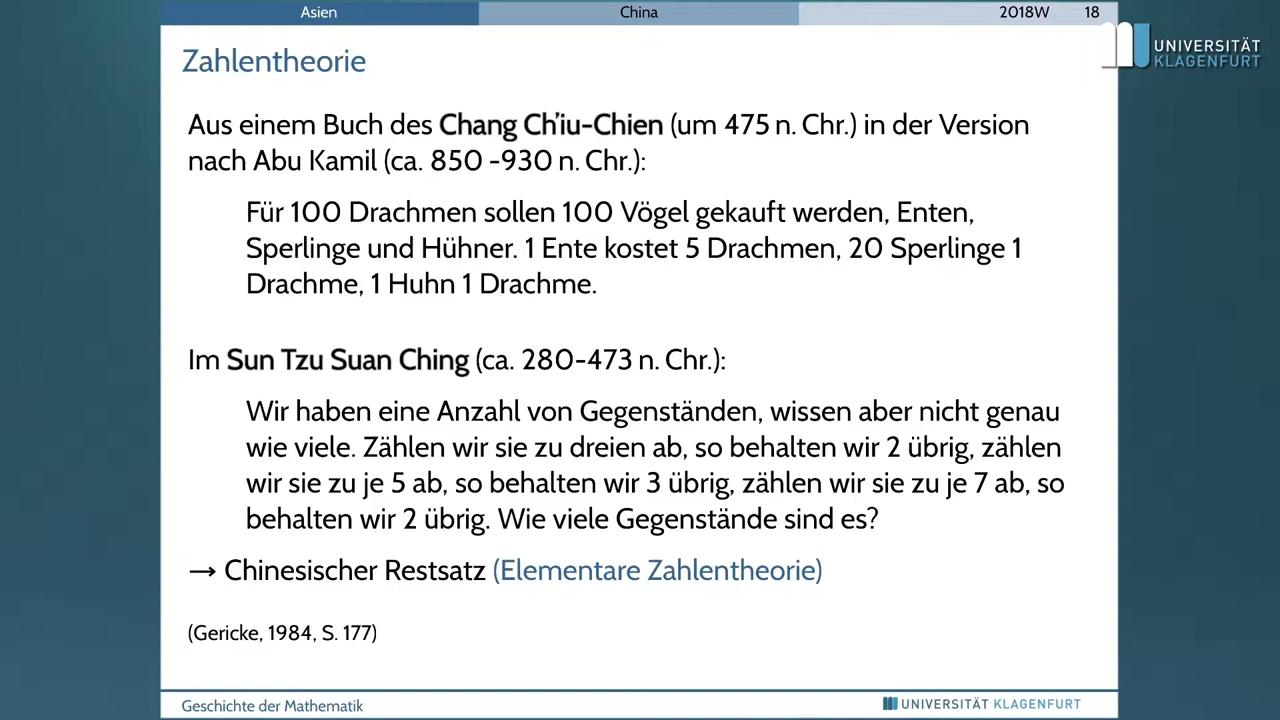 Asien China 2018W 18
UNIVERSITÄT
KLAGENFURT
Zahlentheorie
Aus einem Buch des Chang Ch'iu-Chien (um 475 n. Chr.) in der Version
nach Abu Kamil (ca. 850 -930 n. Chr.):
Für 100 Drachmen sollen 100 Vögel gekauft werden, Enten,
Sperlinge und Hühner. 1 Ente kostet 5 Drachmen, 20 Sperlinge 1
Drachme, 1 Huhn 1 Drachme.
Im Sun Tzu Suan Ching (ca. 280-473 n. Chr.):
Wir haben eine Anzahl von Gegenständen, wissen aber nicht genau
wie viele. Zählen wir sie zu dreien ab, so behalten wir 2 übrig, zählen
wir sie zu je 5 ab, so behalten wir 3 übrig, zählen wir sie zu je 7 ab, so
behalten wir 2 übrig. Wie viele Gegenstände sind es?
→ Chinesischer Restsatz (Elementare Zahlentheorie)
(Gericke, 1984, S. 177)
Geschichte der Mathematik UNIVERSITÄT KLAGENFURT